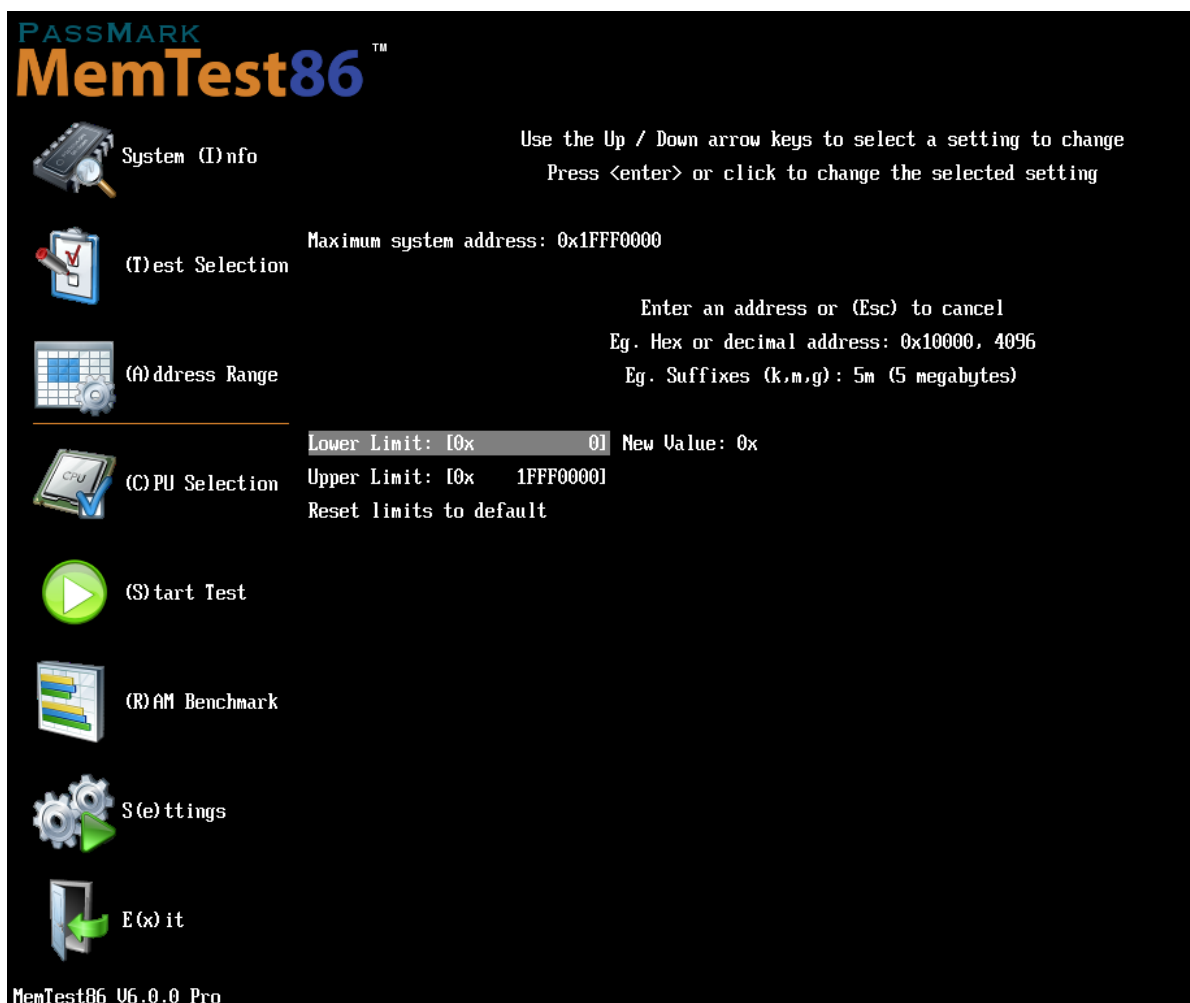 PASSMARK
MemTest86™
System (I)nfo
Use the Up / Down arrow keys to select a setting to change
Press <enter> or click to change the selected setting
Maximum system address: 0x1FFF0000
(T)est Selection
Enter an address or (Esc) to cancel
Eg. Hex or decimal address: 0x10000, 4096
Eg. Suffixes (k,m,g): 5m (5 megabytes)
(A)ddress Range
Lower Limit: [0x 0] New Value: 0x
Upper Limit: [0x 1FFF0000]
Reset limits to default
CPU
(C)PU Selection
(S)tart Test
(R)AM Benchmark
S(e)ttings
E(x)it
MemTest86 V6.0.0 Pro